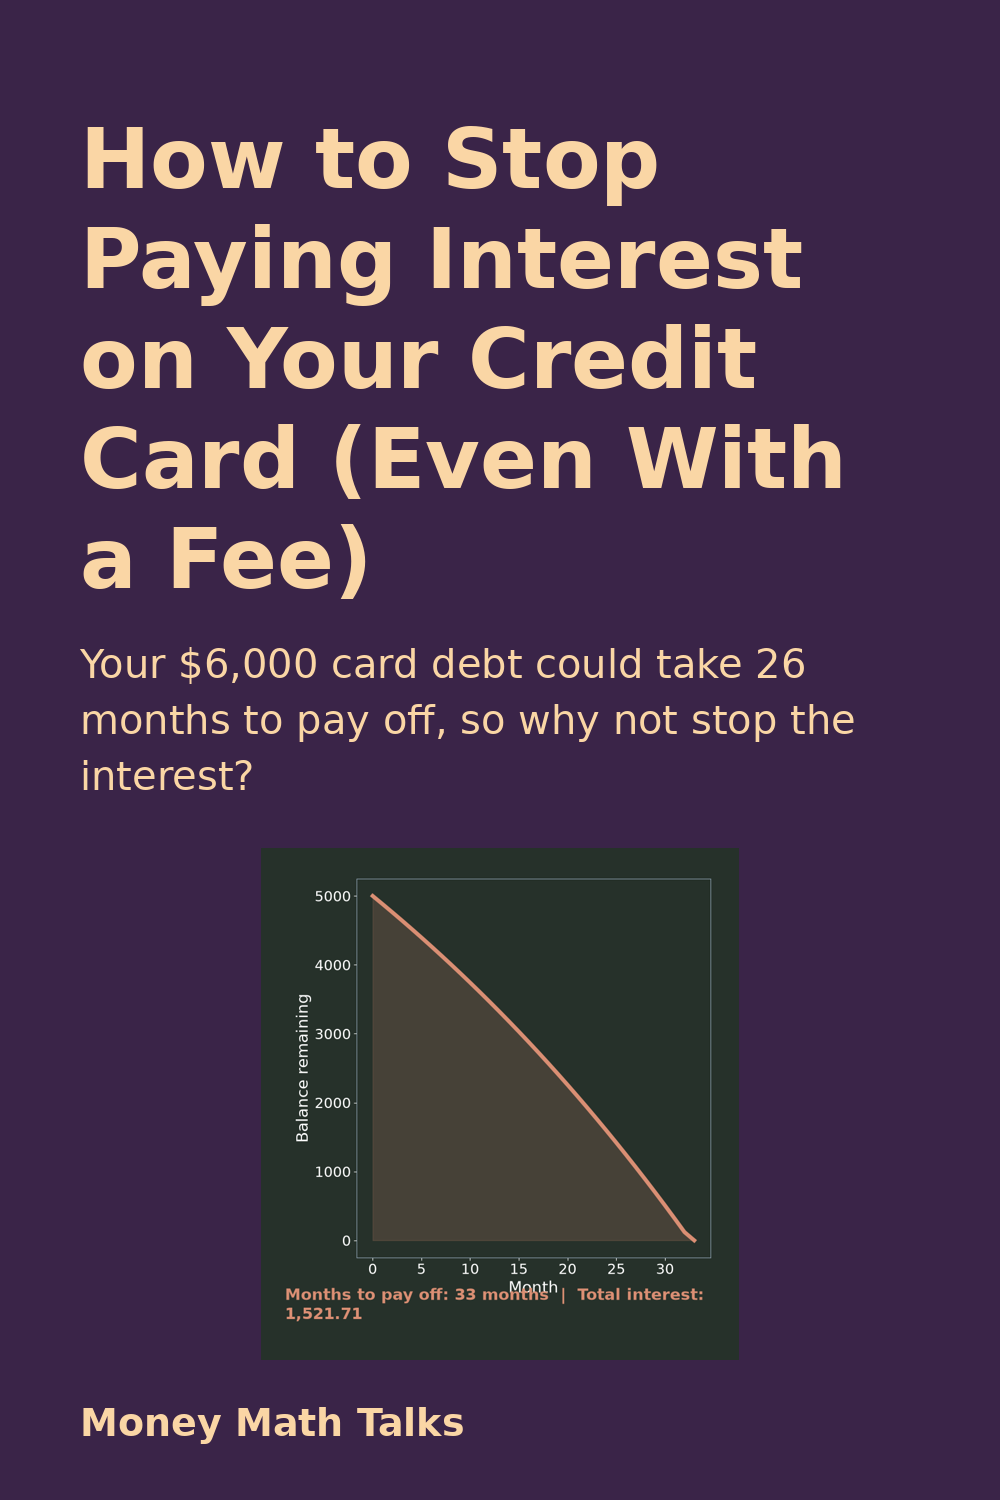 How to Stop
Paying Interest
on Your Credit
Card (Even With
a Fee)
Your $6,000 card debt could take 26
months to pay off, so why not stop the
interest?
5000
4000
3000
2000
1000
0
Balance remaining
0 5 10 15 20 25 30
Month
Months to pay off: 33 months | Total interest:
1,521.71
Money Math Talks